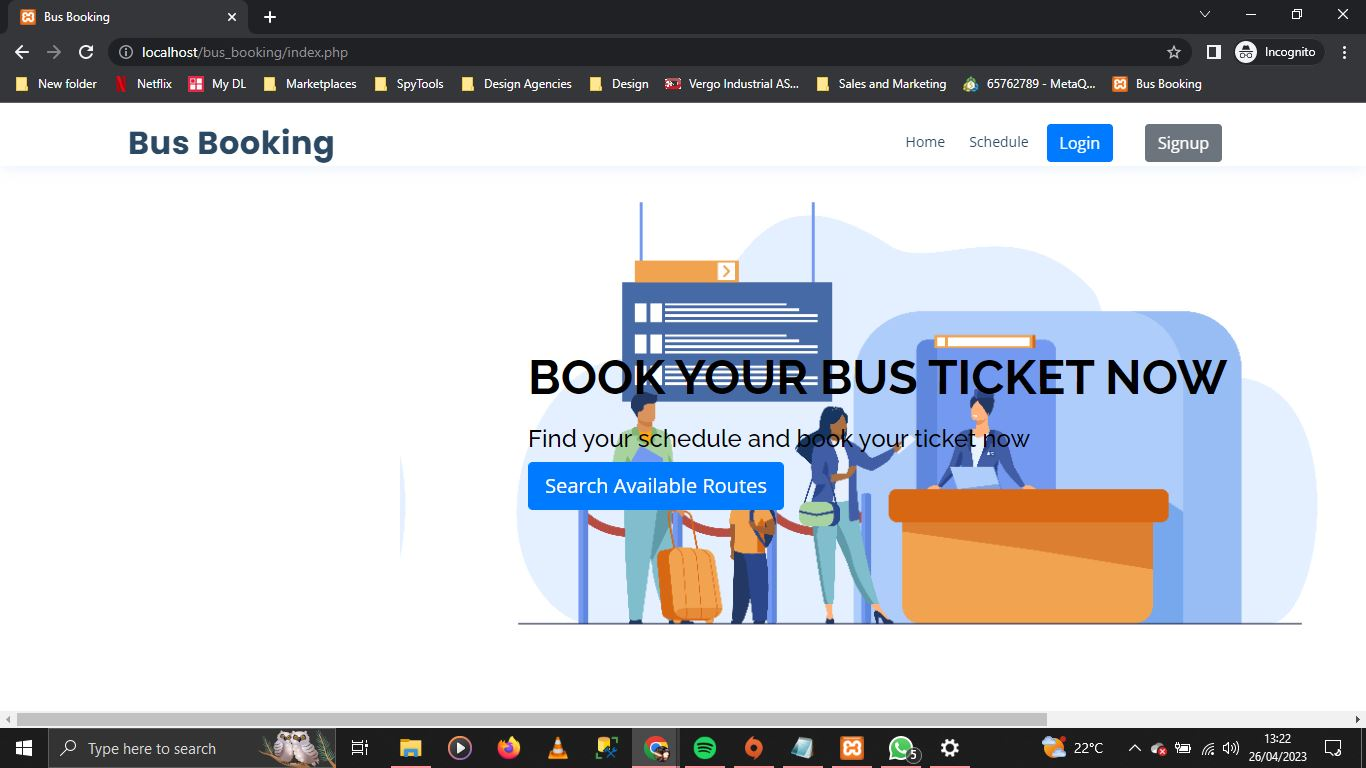 Bus Booking
localhost/bus_booking/index.php
Incognito
New folder
Netflix
My DL
Marketplaces
SpyTools
Design Agencies
Design
Vergo Industrial AS...
Sales and Marketing
65762789 - MetaQ...
Bus Booking
Bus Booking
Home
Schedule
Login
Signup
BOOK YOUR BUS TICKET NOW
Find your schedule and book your ticket now
Search Available Routes
Type here to search
5
22°C
13:22
26/04/2023